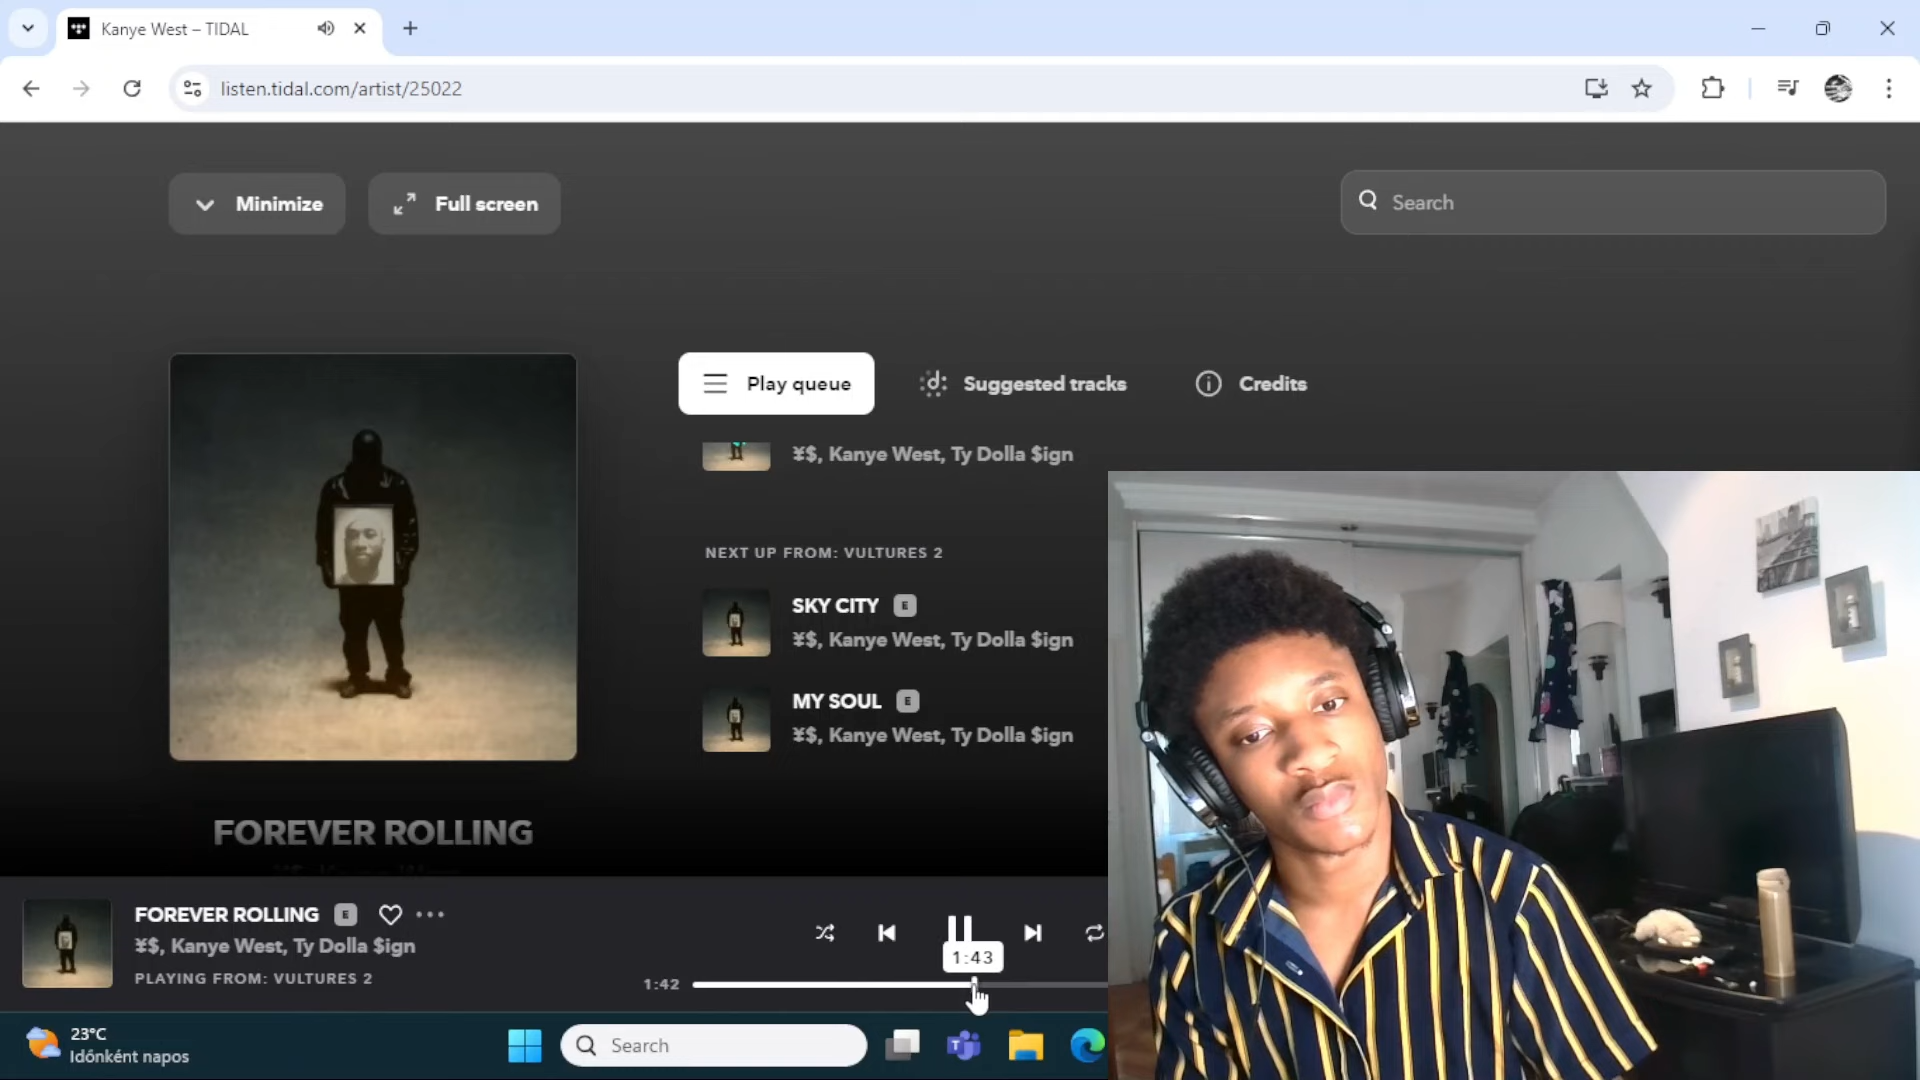 Kanye West – TIDAL
listen.tidal.com/artist/25022
Minimize
Full screen
Search
Play queue
Suggested tracks
Credits
¥$, Kanye West, Ty Dolla $ign
NEXT UP FROM: VULTURES 2
SKY CITY E
¥$, Kanye West, Ty Dolla $ign
MY SOUL E
¥$, Kanye West, Ty Dolla $ign
FOREVER ROLLING
FOREVER ROLLING E
¥$, Kanye West, Ty Dolla $ign
PLAYING FROM: VULTURES 2
1:43
1:42
23°C
Időnként napos
Search